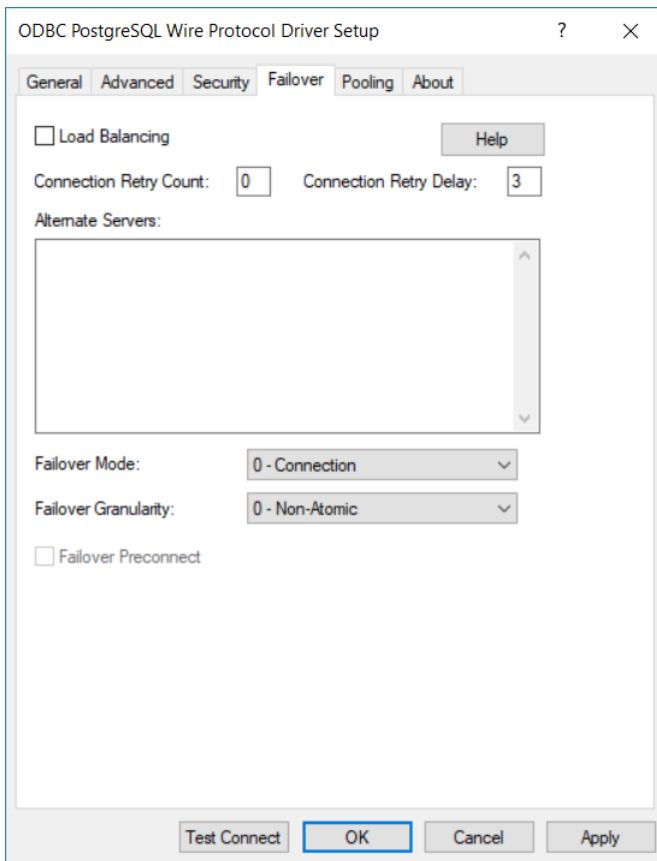 ODBC PostgreSQL Wire Protocol Driver Setup ?
General Advanced Security Failover Pooling About
Load Balancing Help
Connection Retry Count: 0 Connection Retry Delay: 3
Alternate Servers:
Failover Mode: 0 - Connection
Failover Granularity: 0 - Non-Atomic
Failover Preconnect
Test Connect OK Cancel Apply